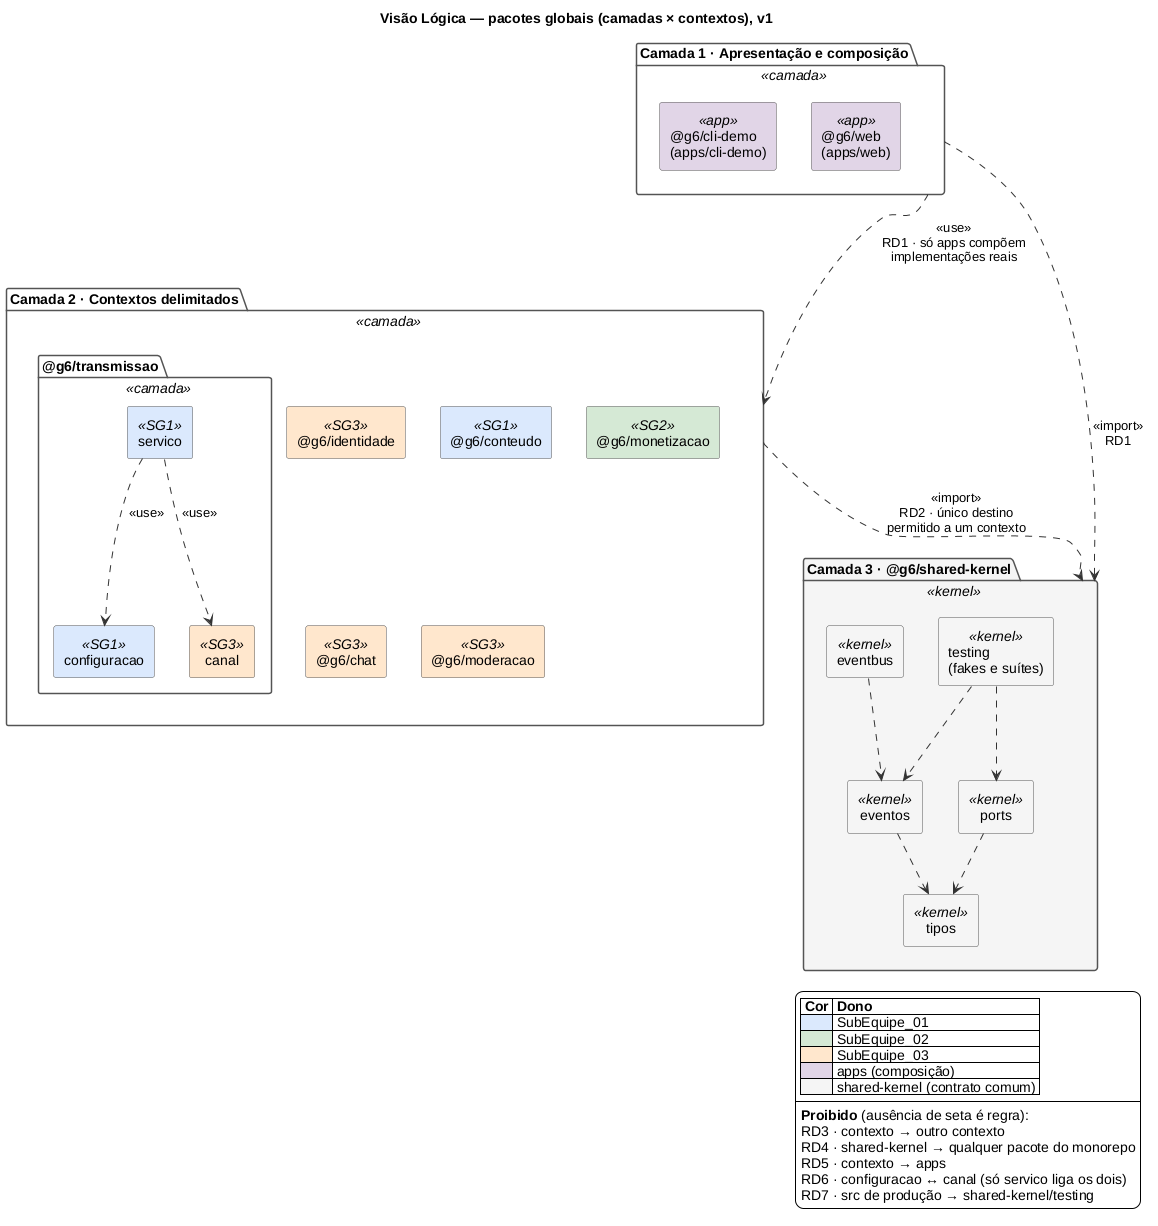 Visão Lógica — pacotes globais (camadas × contextos), v1
Camada 1 · Apresentação e composição
«camada»
«app»
@g6/cli-demo
(apps/cli-demo)
«app»
@g6/web
(apps/web)
«use»
RD1 · só apps compõem
implementações reais
«import»
RD1
Camada 2 · Contextos delimitados
«camada»
@g6/transmissao
«camada»
«SG1»
servico
«use»
«use»
«SG1»
configuracao
«SG3»
canal
«SG3»
@g6/identidade
«SG1»
@g6/conteudo
«SG2»
@g6/monetizacao
«SG3»
@g6/chat
«SG3»
@g6/moderacao
«import»
RD2 · único destino
permitido a um contexto
Camada 3 · @g6/shared-kernel
«kernel»
«kernel»
eventbus
«kernel»
testing
(fakes e suítes)
«kernel»
eventos
«kernel»
ports
«kernel»
tipos
Cor Dono
SubEquipe_01
SubEquipe_02
SubEquipe_03
apps (composição)
shared-kernel (contrato comum)
Proibido (ausência de seta é regra):
RD3 · contexto → outro contexto
RD4 · shared-kernel → qualquer pacote do monorepo
RD5 · contexto → apps
RD6 · configuracao ↔ canal (só servico liga os dois)
RD7 · src de produção → shared-kernel/testing